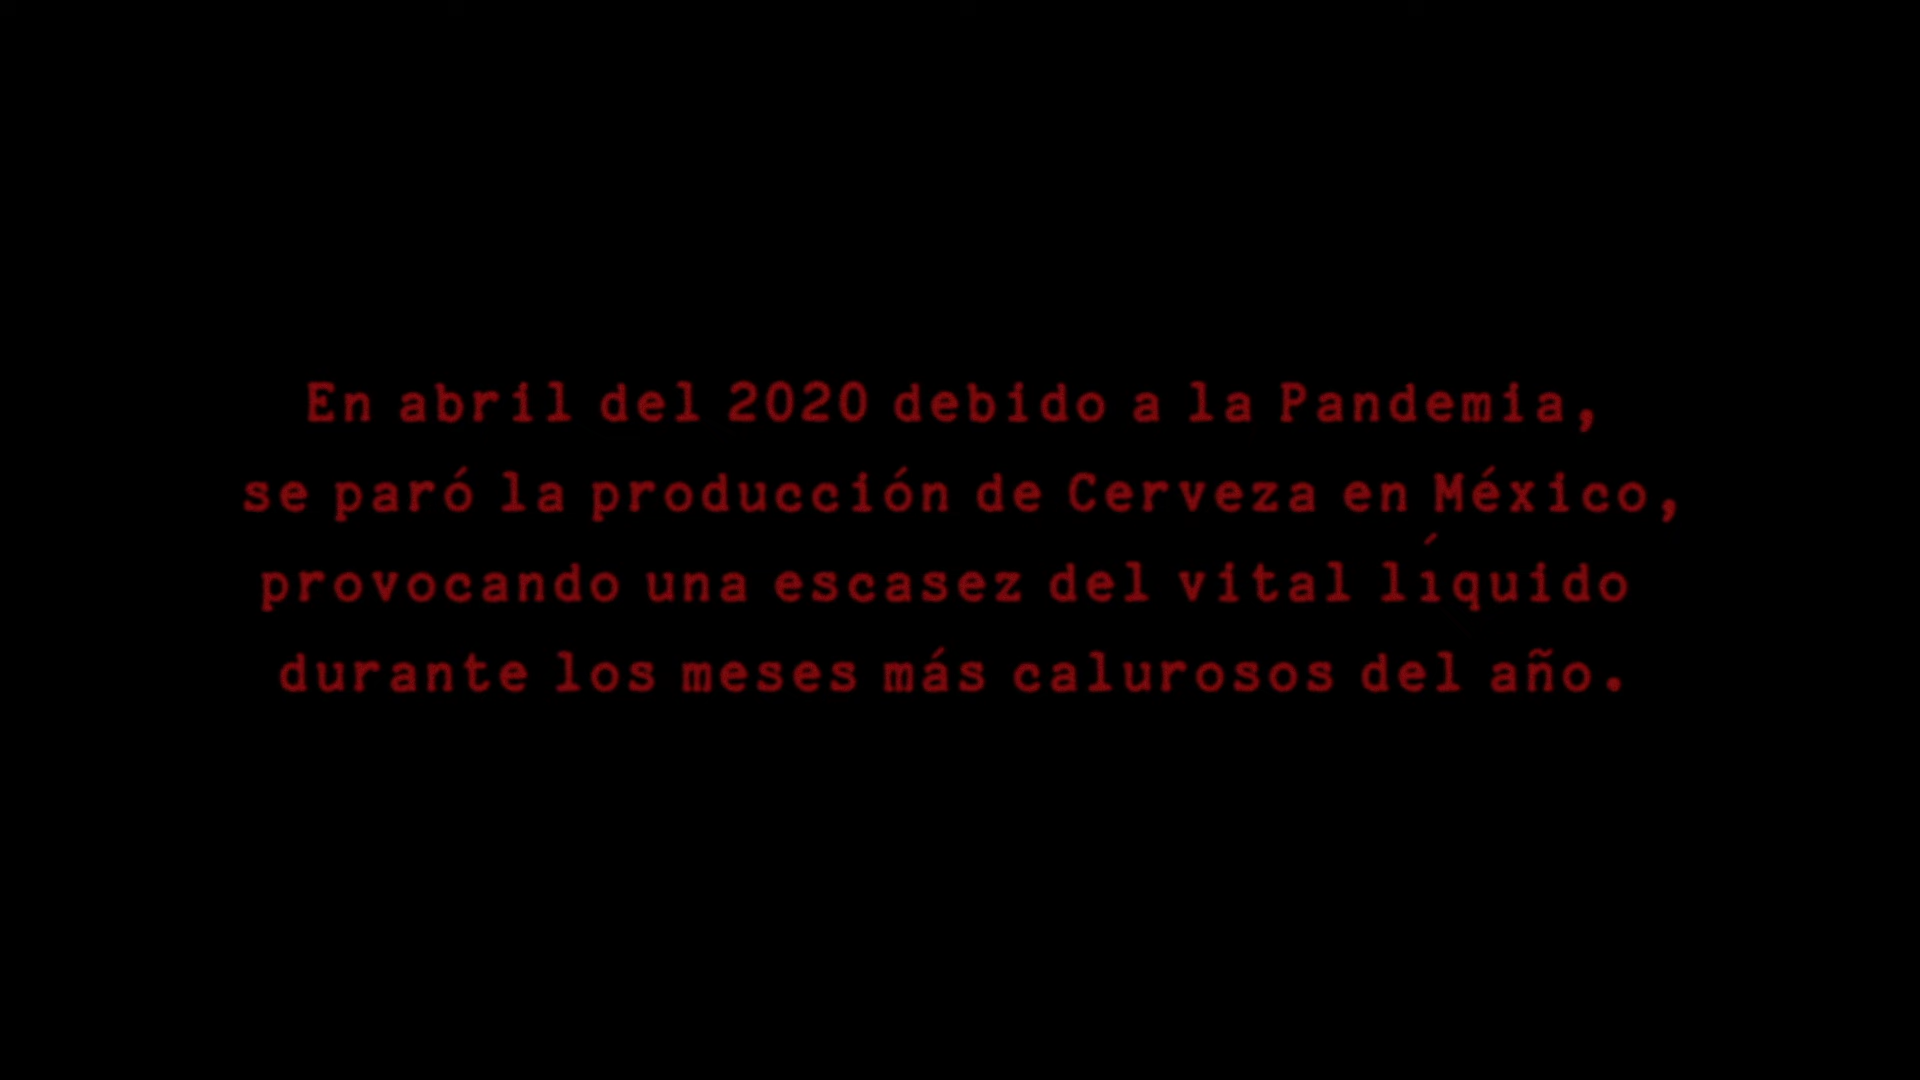 En abril del 2020 debido a la Pandemia,
se paró la producción de Cerveza en México,
provocando una escasez del vital líquido
durante los meses más calurosos del año.